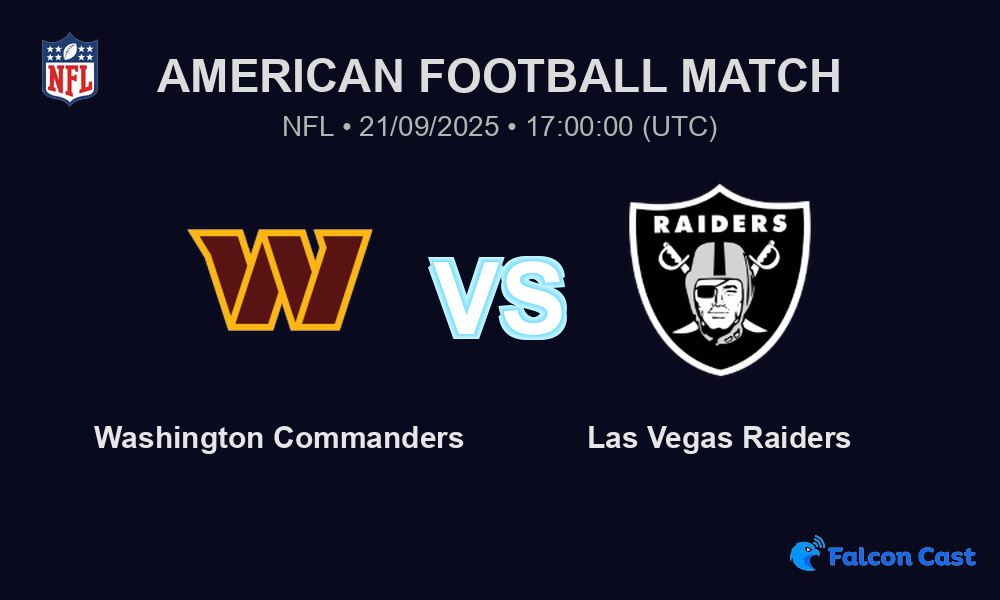 NFL
AMERICAN FOOTBALL MATCH
NFL • 21/09/2025 • 17:00:00 (UTC)
W
VS
RAIDERS
Washington Commanders
Las Vegas Raiders
Falcon Cast